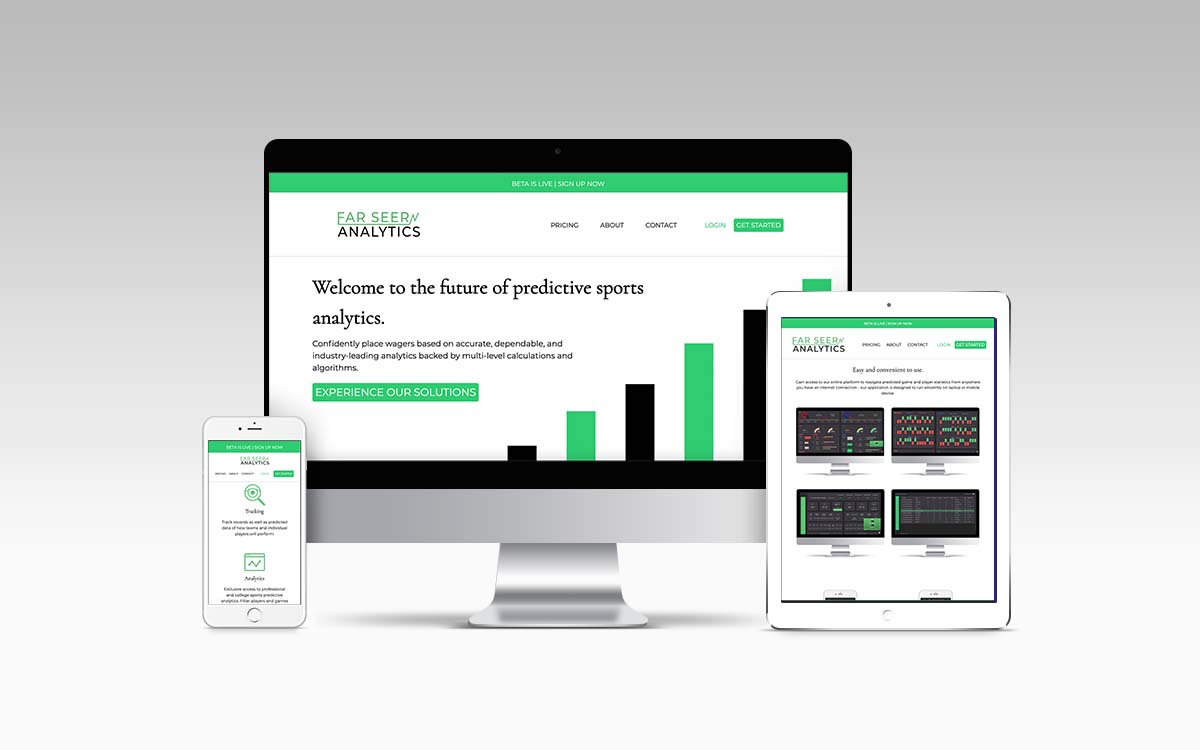 BETA IS LIVE | SIGN UP NOW
FAR SEER
ANALYTICS
PRICING
ABOUT
CONTACT
LOGIN
GET STARTED
Welcome to the future of predictive sports
analytics.
Confidently place wagers based on accurate, dependable, and
industry-leading analytics backed by multi-level calculations and
algorithms.
EXPERIENCE OUR SOLUTIONS
BETA IS LIVE | SIGN UP NOW
FAR SEER
ANALYTICS
PRICING
ABOUT
CONTACT
LOGIN
GET STARTED
Tracking
Track records as well as predicted
data of how teams and individual
players will perform.
Analytics
Exclusive access to professional
and college sports predictive
analytics. Filter players and games
BETA IS LIVE | SIGN UP NOW
FAR SEER
ANALYTICS
PRICING
ABOUT
CONTACT
LOGIN
GET STARTED
Easy and convenient to use.
Gain access to our online platform to navigate predicted game and player statistics from anywhere
you have an internet connection - our application is designed to run smoothly on laptop or mobile
device.